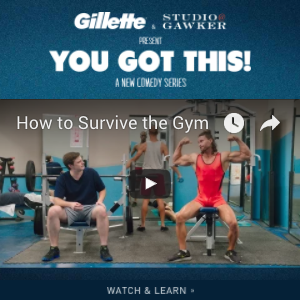 Gillette & STUDIO@
GAWKER
PRESENT
YOU GOT THIS!
A NEW COMEDY SERIES
How to Survive the Gym
WATCH & LEARN »